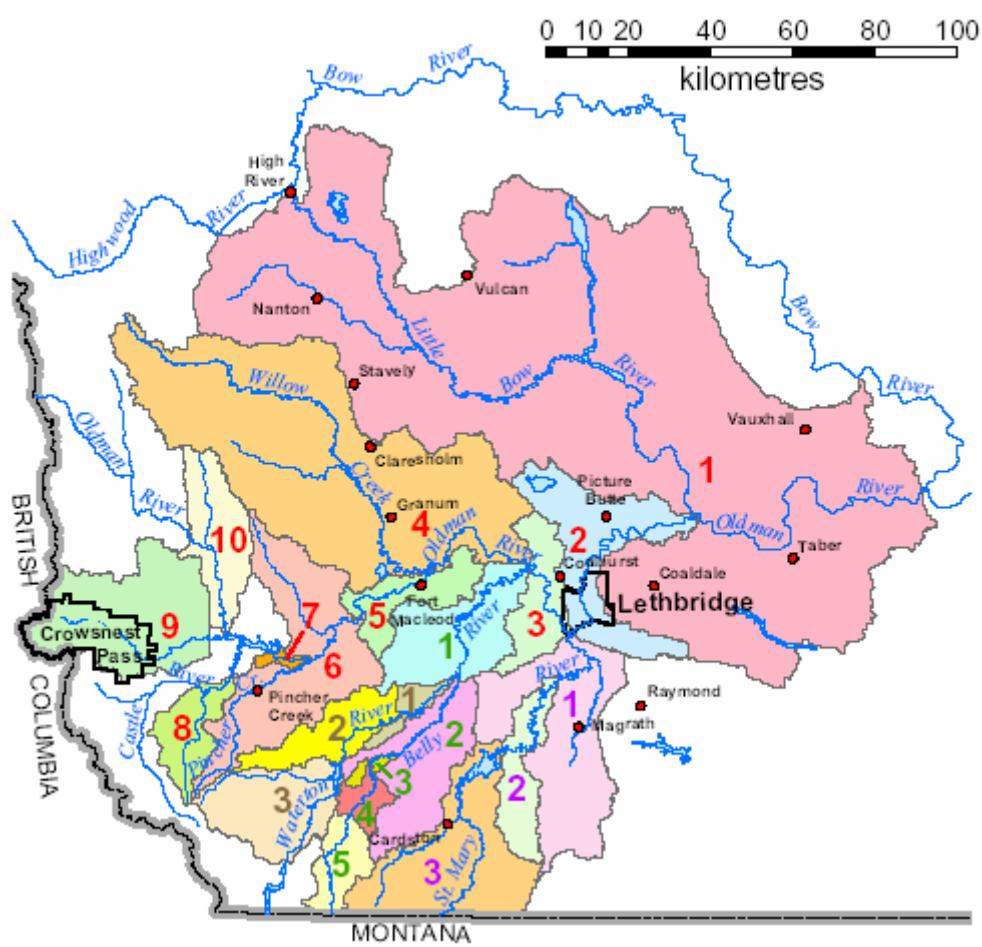 0 10 20 40 60 80 100
kilometres
Bow River
High
River
Highwood River
Vulcan
Nanton
Little Bow River
Bow River
Stavely
Willow Creek
Vauxhall
Claresholm
Oldman River
Picture
Butte
1
Granum
4
2
Oldman River
Oldman River
10
Taber
BRITISH COLUMBIA
Coaldale
Lethbridge
5
Fort
Macleod
3
7
9
Crowsnest
Pass
River
1
6
River
River
Pincher
Creek
Raymond
1
Magrath
1
2
River
2
8
Castle
Pincher Cr.
Belly
3
2
3
Waterton
4
Cardston
5
3
St. Mary
MONTANA